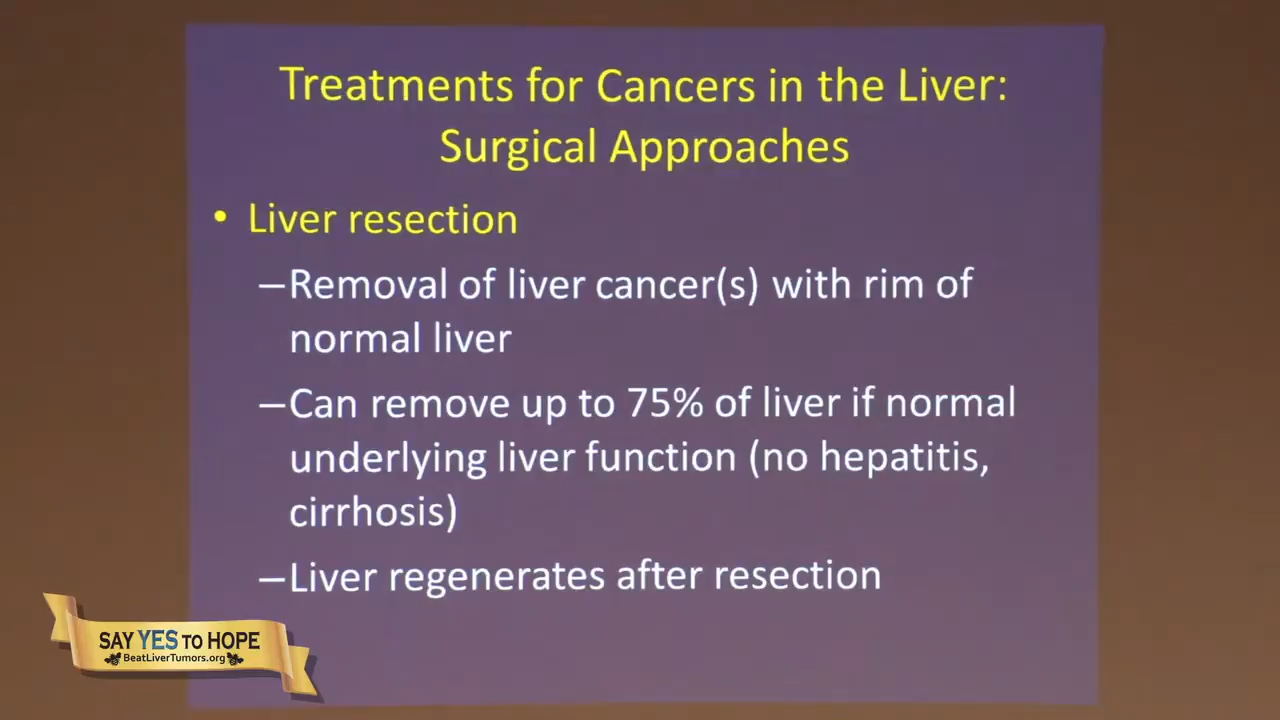 Treatments for Cancers in the Liver:
Surgical Approaches
• Liver resection
–Removal of liver cancer(s) with rim of
normal liver
–Can remove up to 75% of liver if normal
underlying liver function (no hepatitis,
cirrhosis)
–Liver regenerates after resection
SAY YES TO HOPE
BeatLiverTumors.org